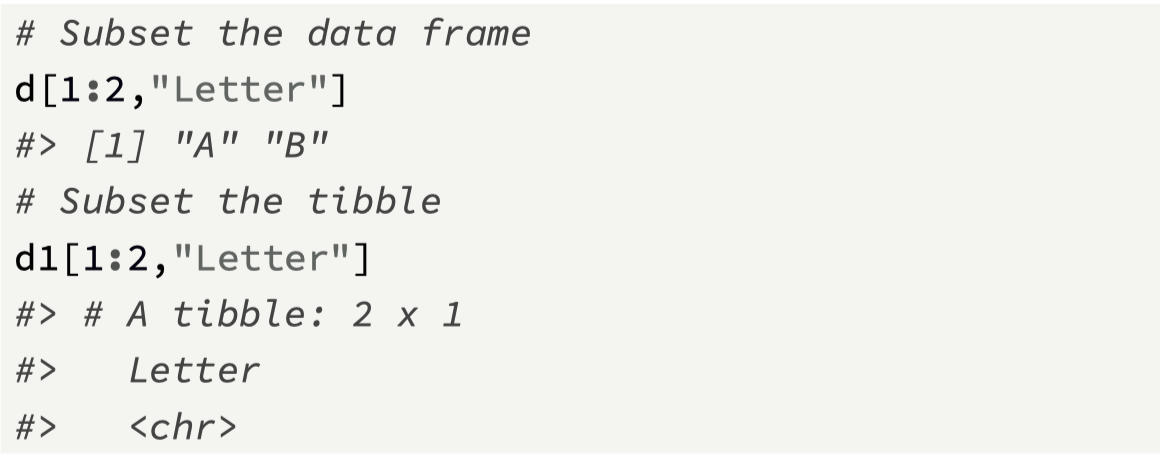 # Subset the data frame
d[1:2,"Letter"]
#> [1] "A" "B"
# Subset the tibble
d1[1:2,"Letter"]
#> # A tibble: 2 x 1
#>   Letter
#>   <chr>